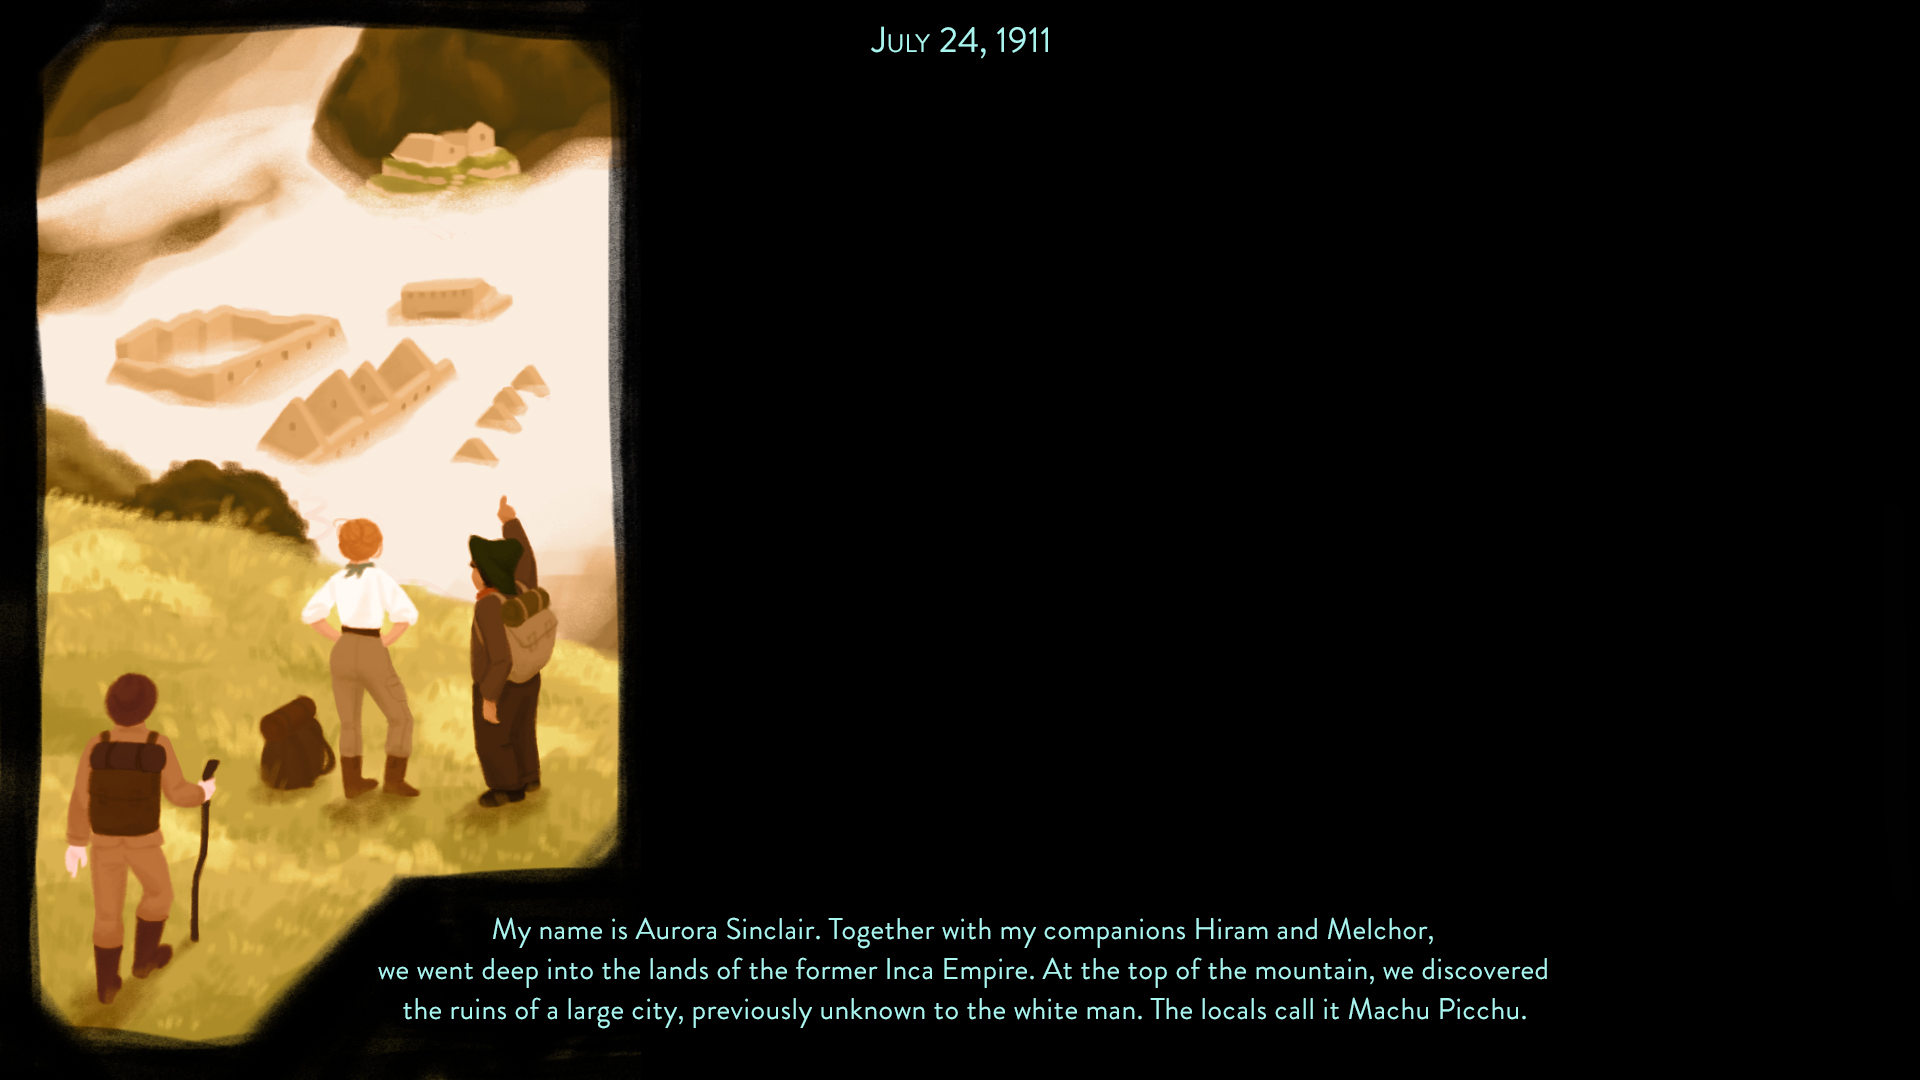 July 24, 1911
My name is Aurora Sinclair. Together with my companions Hiram and Melchor,
we went deep into the lands of the former Inca Empire. At the top of the mountain, we discovered
the ruins of a large city, previously unknown to the white man. The locals call it Machu Picchu.